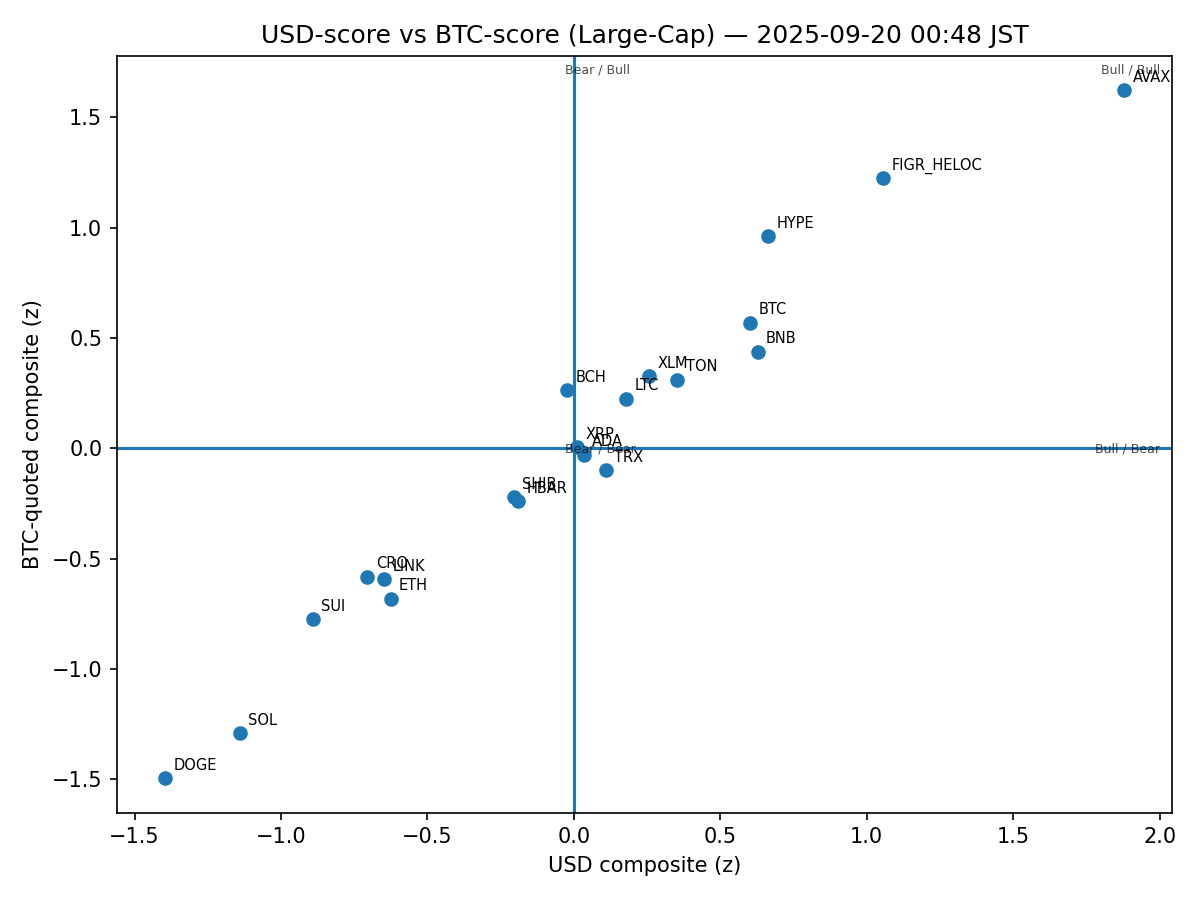 USD-score vs BTC-score (Large-Cap) — 2025-09-20 00:48 JST
Bear / Bull
Bull / Bull
AVAX
FIGR_HELOC
HYPE
BTC
BNB
XLM
TON
BCH
LTC
XRP
ADA
Bear / Bear
Bull / Bear
TRX
SHIB
HBAR
CRO
LINK
ETH
SUI
SOL
DOGE
1.5
1.0
0.5
0.0
−0.5
−1.0
−1.5
BTC-quoted composite (z)
−1.5 −1.0 −0.5 0.0 0.5 1.0 1.5 2.0
USD composite (z)